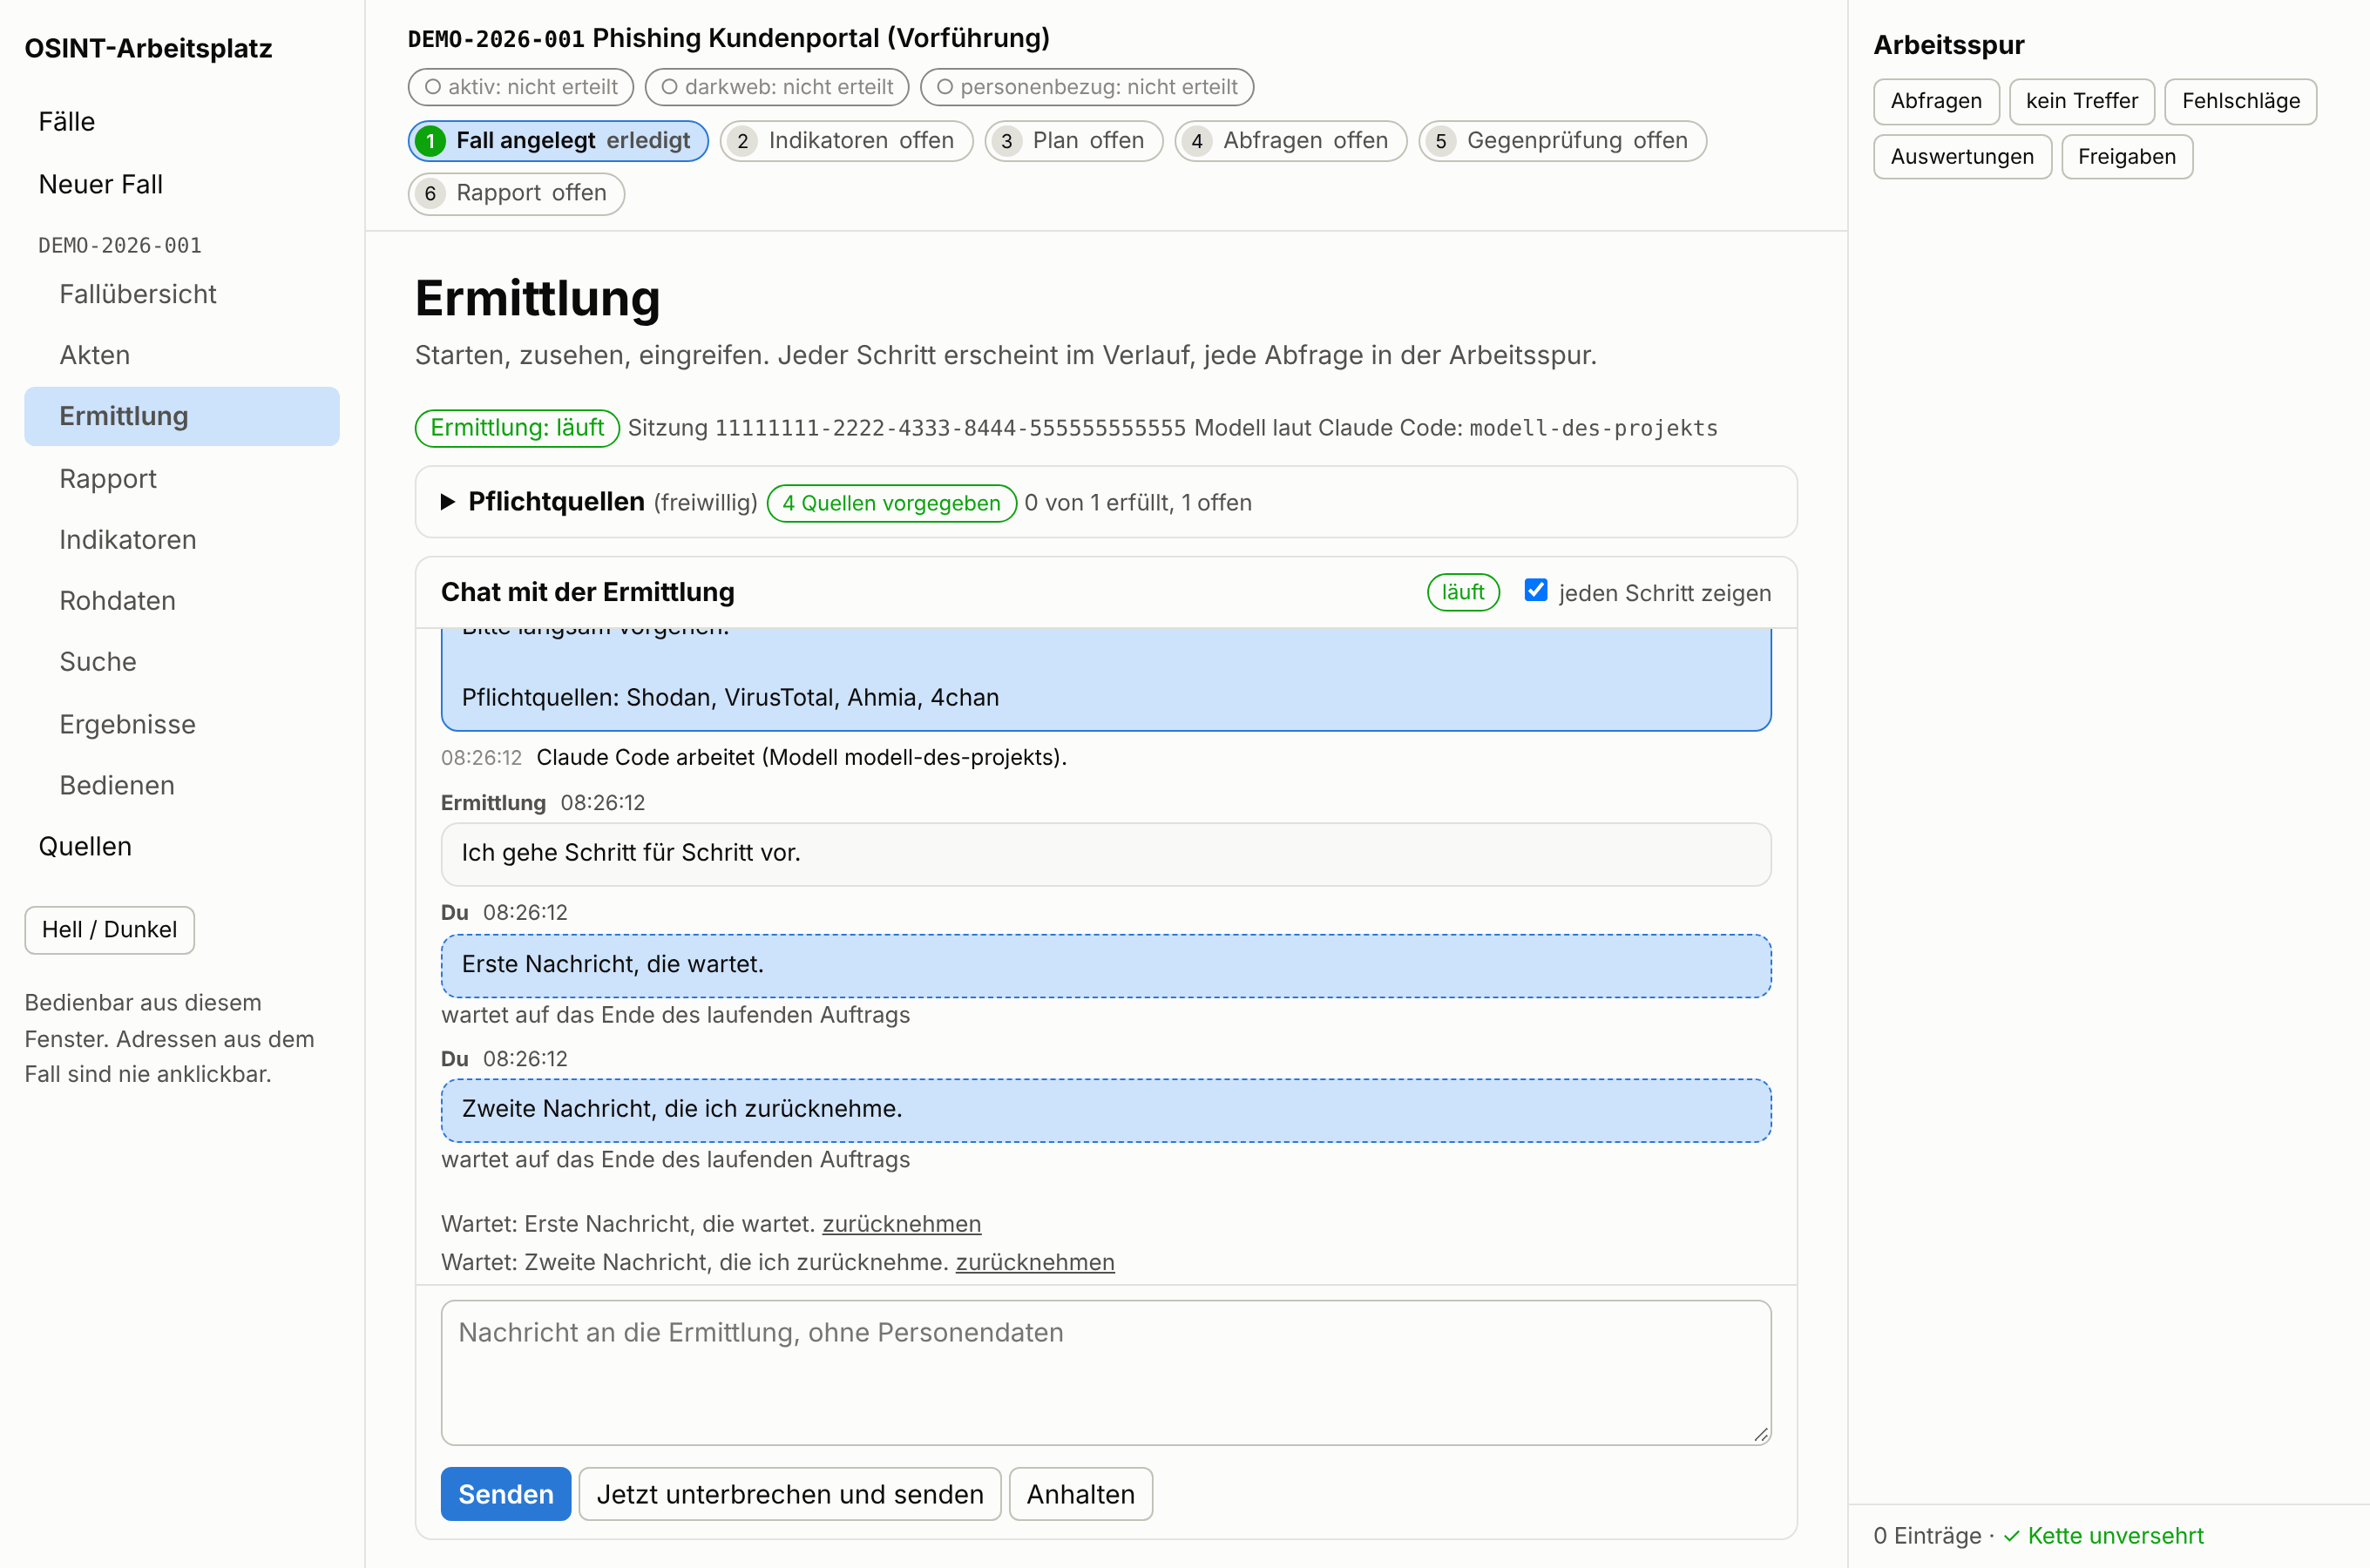 OSINT-Arbeitsplatz
Fälle
Neuer Fall
DEMO-2026-001
Fallübersicht
Akten
Ermittlung
Rapport
Indikatoren
Rohdaten
Suche
Ergebnisse
Bedienen
Quellen
Hell / Dunkel
Bedienbar aus diesem
Fenster. Adressen aus dem
Fall sind nie anklickbar.
DEMO-2026-001 Phishing Kundenportal (Vorführung)
aktiv: nicht erteilt darkweb: nicht erteilt personenbezug: nicht erteilt
1 Fall angelegt erledigt 2 Indikatoren offen 3 Plan offen 4 Abfragen offen 5 Gegenprüfung offen
6 Rapport offen
Ermittlung
Starten, zusehen, eingreifen. Jeder Schritt erscheint im Verlauf, jede Abfrage in der Arbeitsspur.
Ermittlung: läuft Sitzung 11111111-2222-4333-8444-555555555555 Modell laut Claude Code: modell-des-projekts
Pflichtquellen (freiwillig) 4 Quellen vorgegeben 0 von 1 erfüllt, 1 offen
Chat mit der Ermittlung läuft jeden Schritt zeigen
Bitte langsam vorgehen.
Pflichtquellen: Shodan, VirusTotal, Ahmia, 4chan
08:26:12 Claude Code arbeitet (Modell modell-des-projekts).
Ermittlung 08:26:12
Ich gehe Schritt für Schritt vor.
Du 08:26:12
Erste Nachricht, die wartet.
wartet auf das Ende des laufenden Auftrags
Du 08:26:12
Zweite Nachricht, die ich zurücknehme.
wartet auf das Ende des laufenden Auftrags
Wartet: Erste Nachricht, die wartet. zurücknehmen
Wartet: Zweite Nachricht, die ich zurücknehme. zurücknehmen
Nachricht an die Ermittlung, ohne Personendaten
Senden Jetzt unterbrechen und senden Anhalten
Arbeitsspur
Abfragen kein Treffer Fehlschläge
Auswertungen Freigaben
0 Einträge · ✓ Kette unversehrt